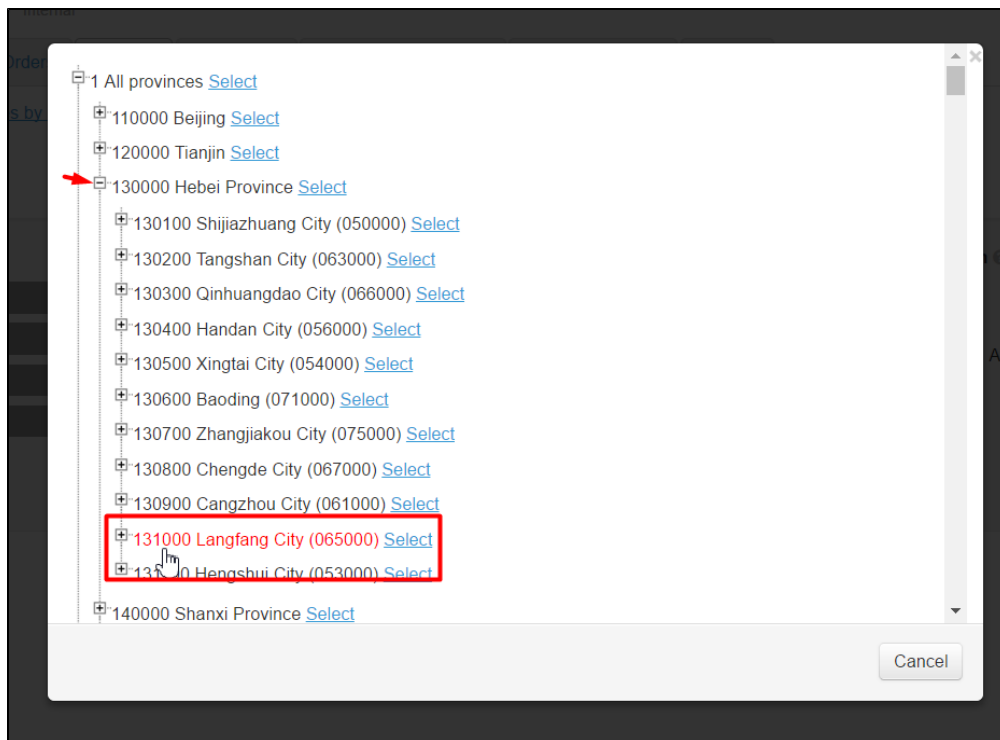 Internal
Order
s by
1 All provinces Select
110000 Beijing Select
120000 Tianjin Select
130000 Hebei Province Select
130100 Shijiazhuang City (050000) Select
130200 Tangshan City (063000) Select
130300 Qinhuangdao City (066000) Select
130400 Handan City (056000) Select
130500 Xingtai City (054000) Select
130600 Baoding (071000) Select
130700 Zhangjiakou City (075000) Select
130800 Chengde City (067000) Select
130900 Cangzhou City (061000) Select
131000 Langfang City (065000) Select
Hengshui City (053000) Select
140000 Shanxi Province Select
Cancel